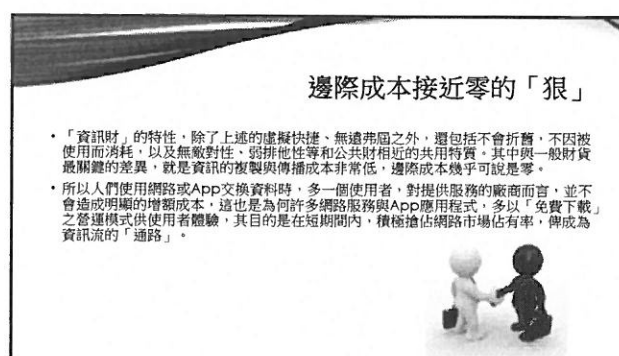 邊際成本接近零的「狠」
•「資訊財」的特性，除了上述的虛擬快捷、無遠弗屆之外，還包括不會折舊，不因被
使用而消耗，以及無敵對性、弱排他性等和公共財相近的共用特質。其中與一般財貨
最關鍵的差異，就是資訊的複製與傳播成本非常低，邊際成本幾乎可說是零。
•所以人們使用網路或App交換資料時，多一個使用者，對提供服務的廠商而言，並不
會造成明顯的增額成本，這也是為何許多網路服務與App應用程式，多以「免費下載」
之營運模式供使用者體驗，其目的是在短期間內，積極搶佔網路市場佔有率，俾成為
資訊流的「通路」。